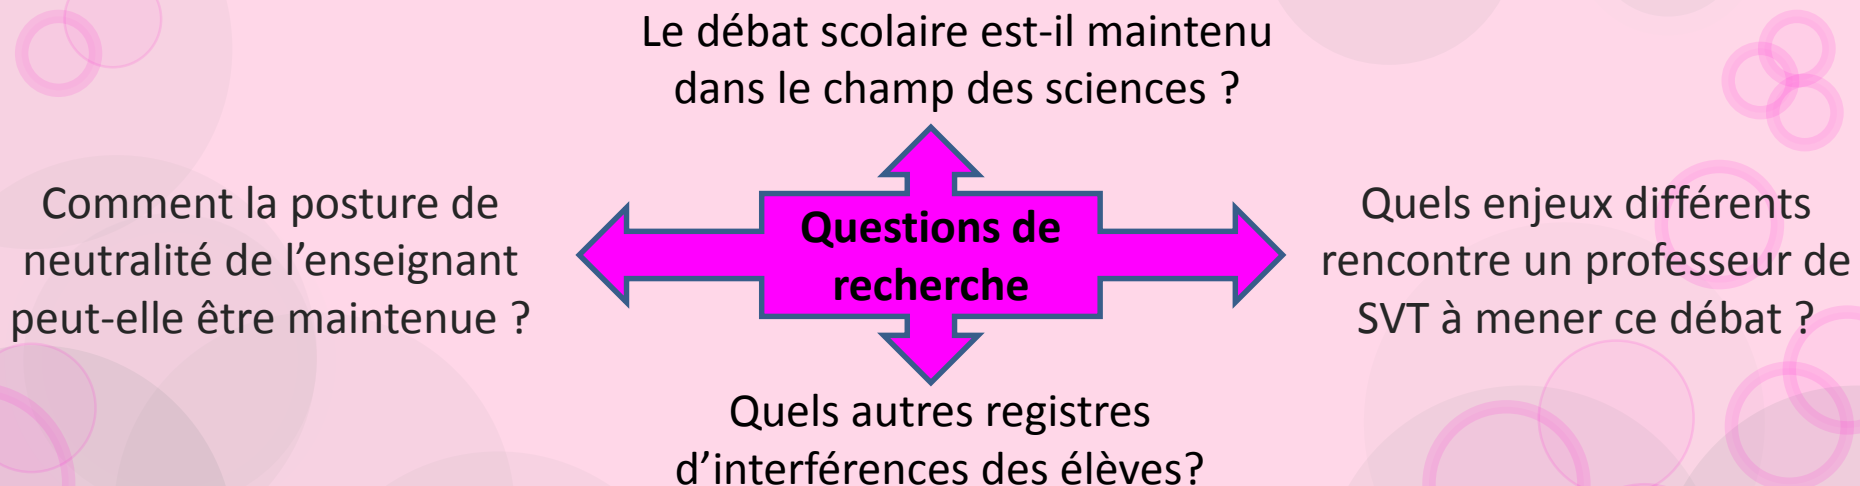 Le débat scolaire est-il maintenu
dans le champ des sciences ?
Comment la posture de
neutralité de l’enseignant
peut-elle être maintenue ?
Questions de
recherche
Quels enjeux différents
rencontre un professeur de
SVT à mener ce débat ?
Quels autres registres
d’interférences des élèves?